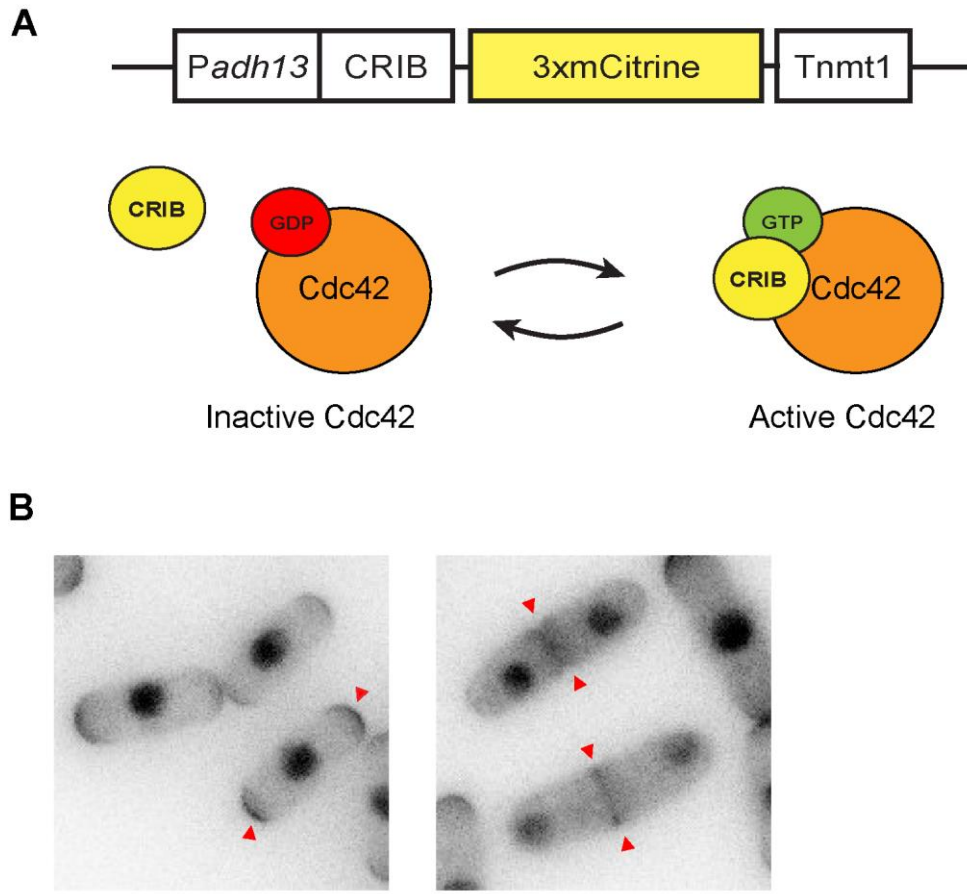 A
Padh13 CRIB 3xmCitrine Tnmt1
CRIB GDP Cdc42 GTP CRIB Cdc42
Inactive Cdc42 Active Cdc42
B